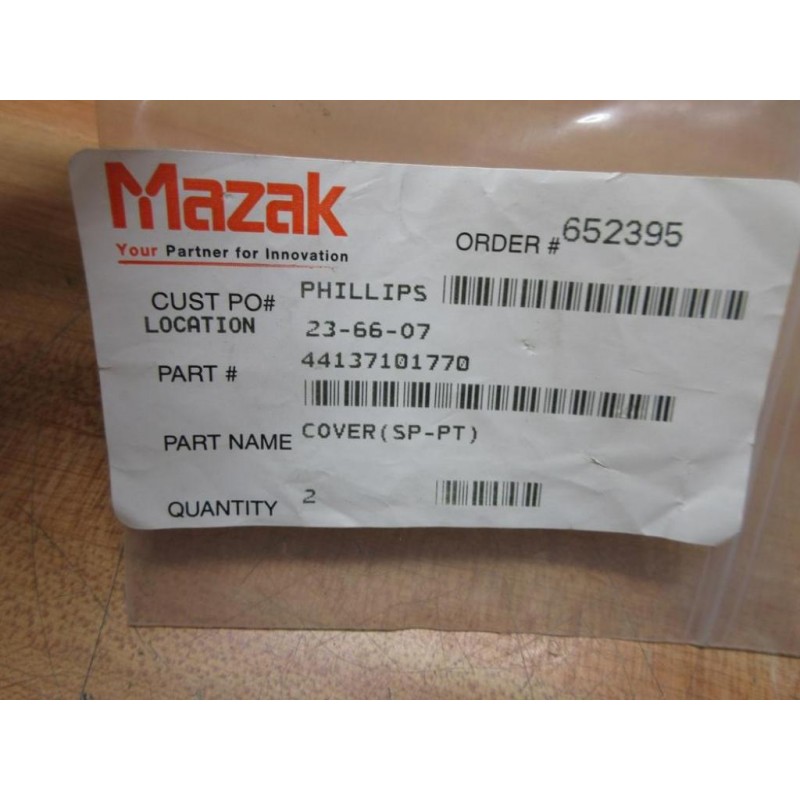 Mazak
Your Partner for Innovation
ORDER # 652395
CUST PO# PHILLIPS
LOCATION 23-66-07
PART # 44137101770
PART NAME COVER(SP-PT)
QUANTITY 2